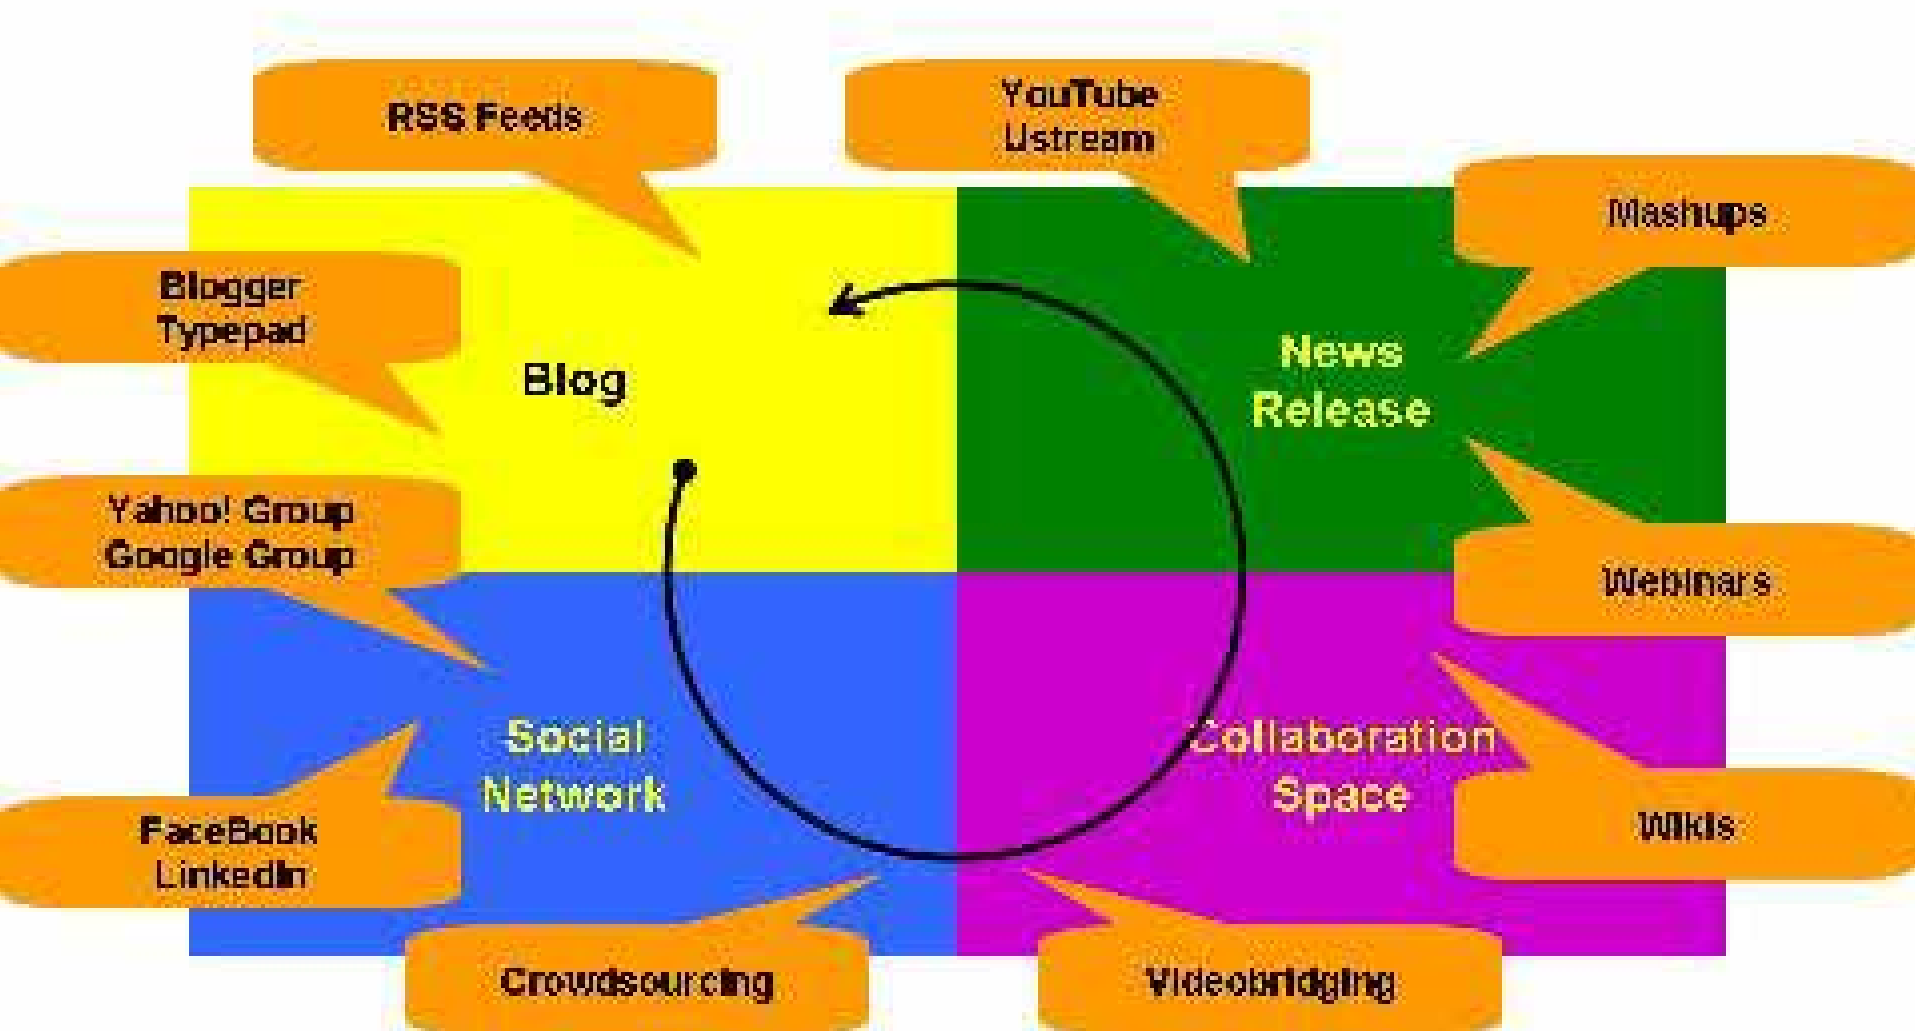 RSS Feeds
YouTube
Ustream
Mashups
Blogger
Typepad
Blog
News
Release
Yahoo! Group
Google Group
Webinars
Social
Network
Collaboration
Space
FaceBook
LinkedIn
Wikis
Crowdsourcing
Videobridging